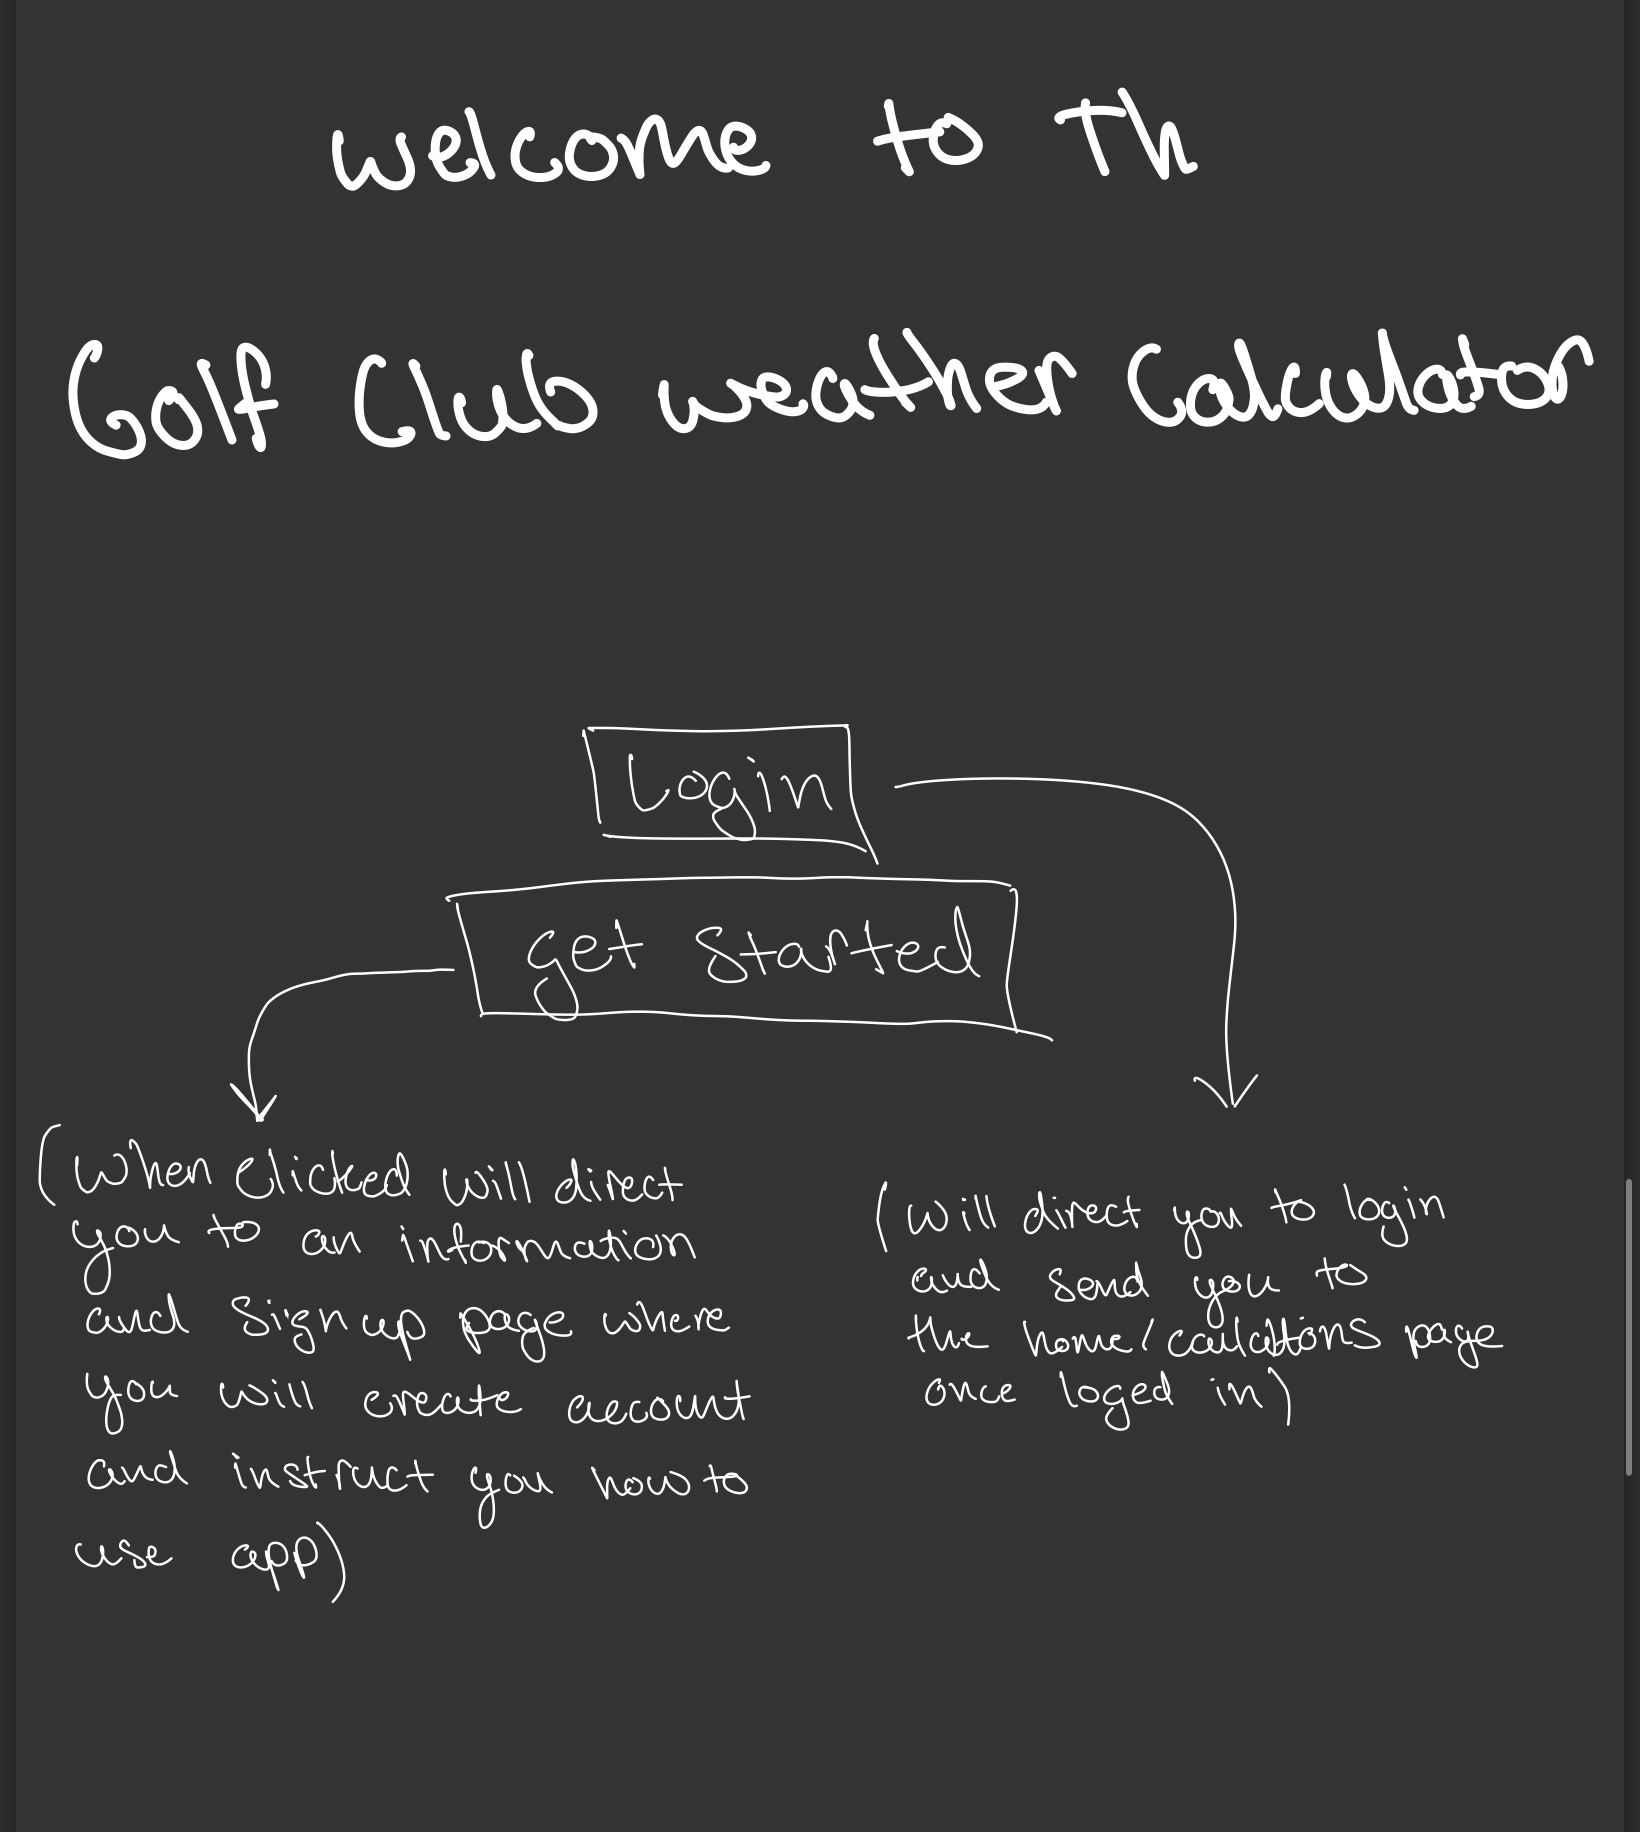 welcome to Th
Golf Club weather Calculator
Login
get started
(When clicked will direct
you to an information
and Sign up page where
you will create account
and instruct you how to
use app)
(Will direct you to login
and send you to
the home/ page
once loged in)